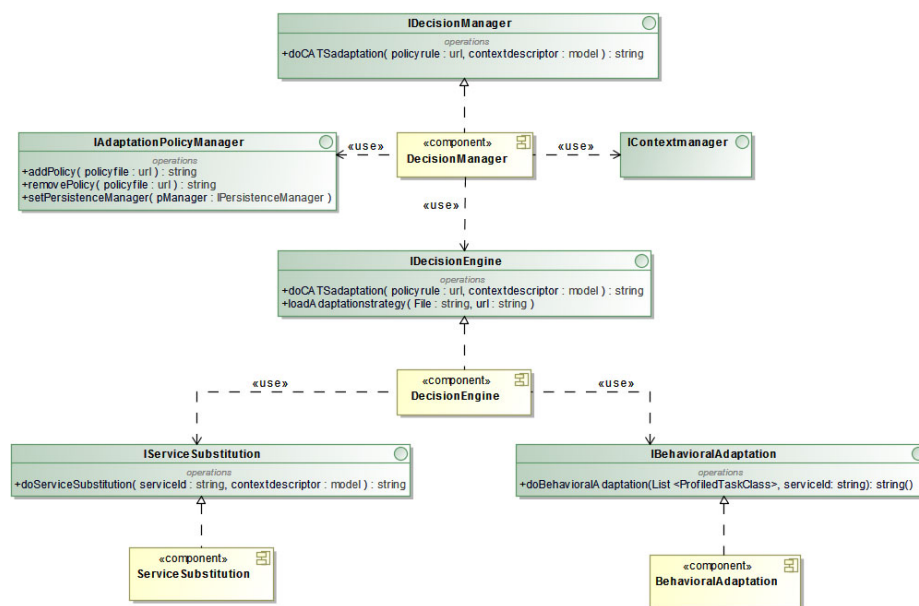 IDecisionManager
operations
+doCATSadaptation( policyrule : url, contextdescriptor : model ) : string
IAdaptationPolicyManager
operations
+addPolicy( policyfile : url ) : string
+removePolicy( policyfile : url ) : string
+setPersistenceManager( pManager : IPersistenceManager )
«use»
«component»
DecisionManager
«use»
IContextmanager
«use»
IDecisionEngine
operations
+doCATSadaptation( policyrule : url, contextdescriptor : model ) : string
+loadAdaptationstrategy( File : string, url : string )
«component»
DecisionEngine
«use»
«use»
IServiceSubstitution
operations
+doServiceSubstitution( serviceId : string, contextdescriptor : model ) : string
IBehavioralAdaptation
operations
+doBehavioralAdaptation(List <ProfiledTaskClass>, serviceId: string): string()
«component»
ServiceSubstitution
«component»
BehavioralAdaptation